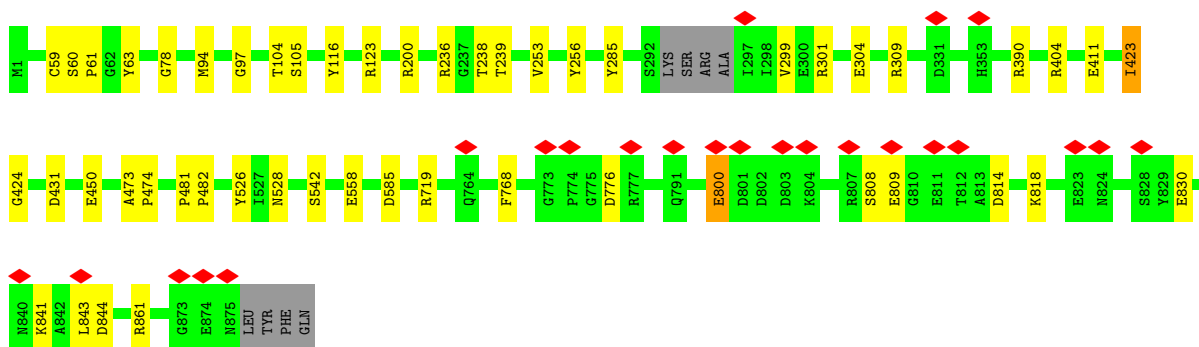 M1 C59 S60 P61 G62 Y63 G78 M94 G97 T104 S105 Y116 R123 R200 R236 G237 T238 T239 V253 Y256 Y285 S292 LYS SER ARG ALA I297 I298 V299 E300 R301 E304 R309 D331 H353 R390 R404 E411 I423
G424 D431 E450 A473 P474 P481 P482 Y526 I527 N528 S542 E558 D585 R719 Q764 F768 G773 P774 G775 D776 R777 Q791 E800 D801 D802 D803 K804 R807 S808 E809 G810 E811 T812 A813 D814 K818 E823 N824 S828 Y829 E830
N840 K841 A842 L843 D844 R861 G873 E874 N875 LEU TYR PHE GLN